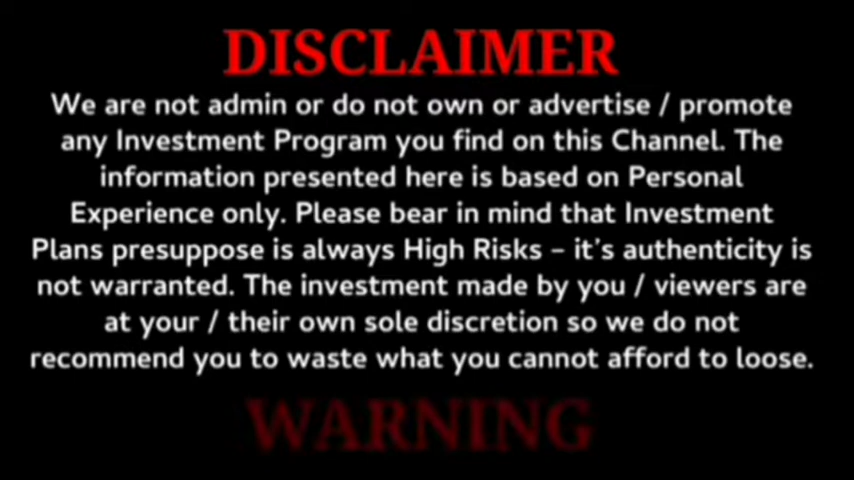 DISCLAIMER
We are not admin or do not own or advertise / promote
any Investment Program you find on this Channel. The
information presented here is based on Personal
Experience only. Please bear in mind that Investment
Plans presuppose is always High Risks – it's authenticity is
not warranted. The investment made by you / viewers are
at your / their own sole discretion so we do not
recommend you to waste what you cannot afford to loose.
WARNING